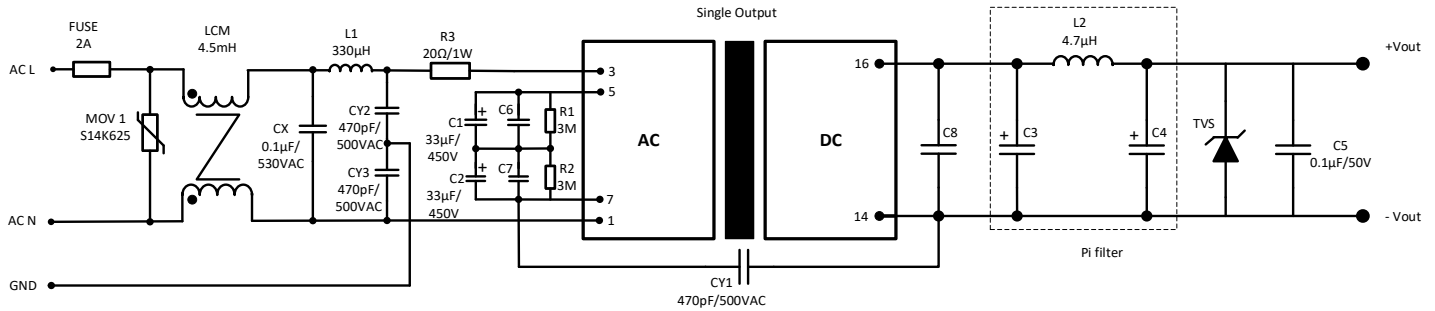 Single Output
FUSE
2A
LCM
4.5mH
L1
330µH
R3
20Ω/1W
L2
4.7µH
AC L
3
16
+Vout
5
MOV 1
S14K625
CX
0.1µF/
530VAC
CY2
470pF/
500VAC
CY3
470pF/
500VAC
C1
33µF/
450V
+
C6
R1
3M
C2
33µF/
450V
+
C7
R2
3M
AC
DC
C8
+
C3
+
C4
TVS
C5
0.1µF/50V
7
1
14
AC N
- Vout
Pi filter
GND
CY1
470pF/500VAC